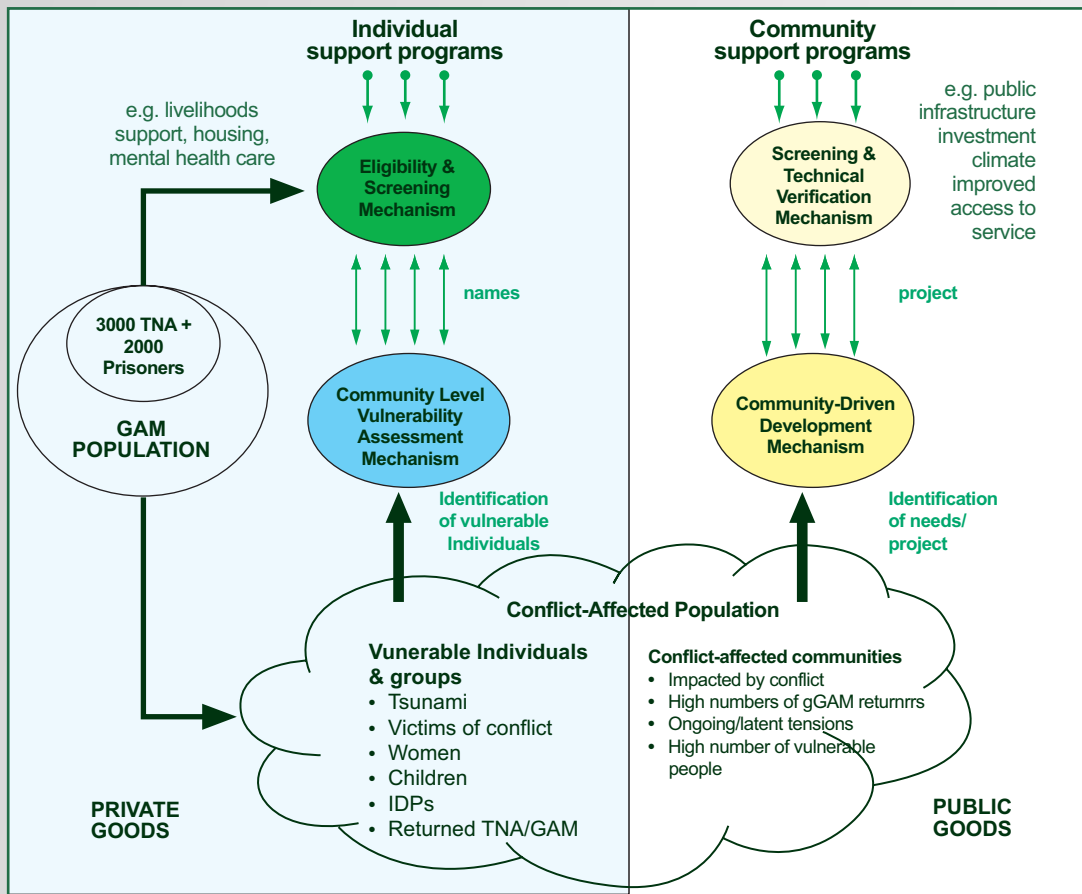 Individual
support programs
e.g. livelihoods
support, housing,
mental health care
Eligibility &
Screening
Mechanism
names
3000 TNA +
2000
Prisoners
GAM
POPULATION
Community Level
Vulnerability
Assessment
Mechanism
Identification
of vulnerable
Individuals
Community
support programs
e.g. public
infrastructure
investment
climate
improved
access to
service
Screening &
Technical
Verification
Mechanism
project
Community-Driven
Development
Mechanism
Identification
of needs/
project
Conflict-Affected Population
Vunerable Individuals
& groups
• Tsunami
• Victims of conflict
• Women
• Children
• IDPs
• Returned TNA/GAM
Conflict-affected communities
• Impacted by conflict
• High numbers of gGAM returnrrs
• Ongoing/latent tensions
• High number of vulnerable
people
PRIVATE
GOODS
PUBLIC
GOODS